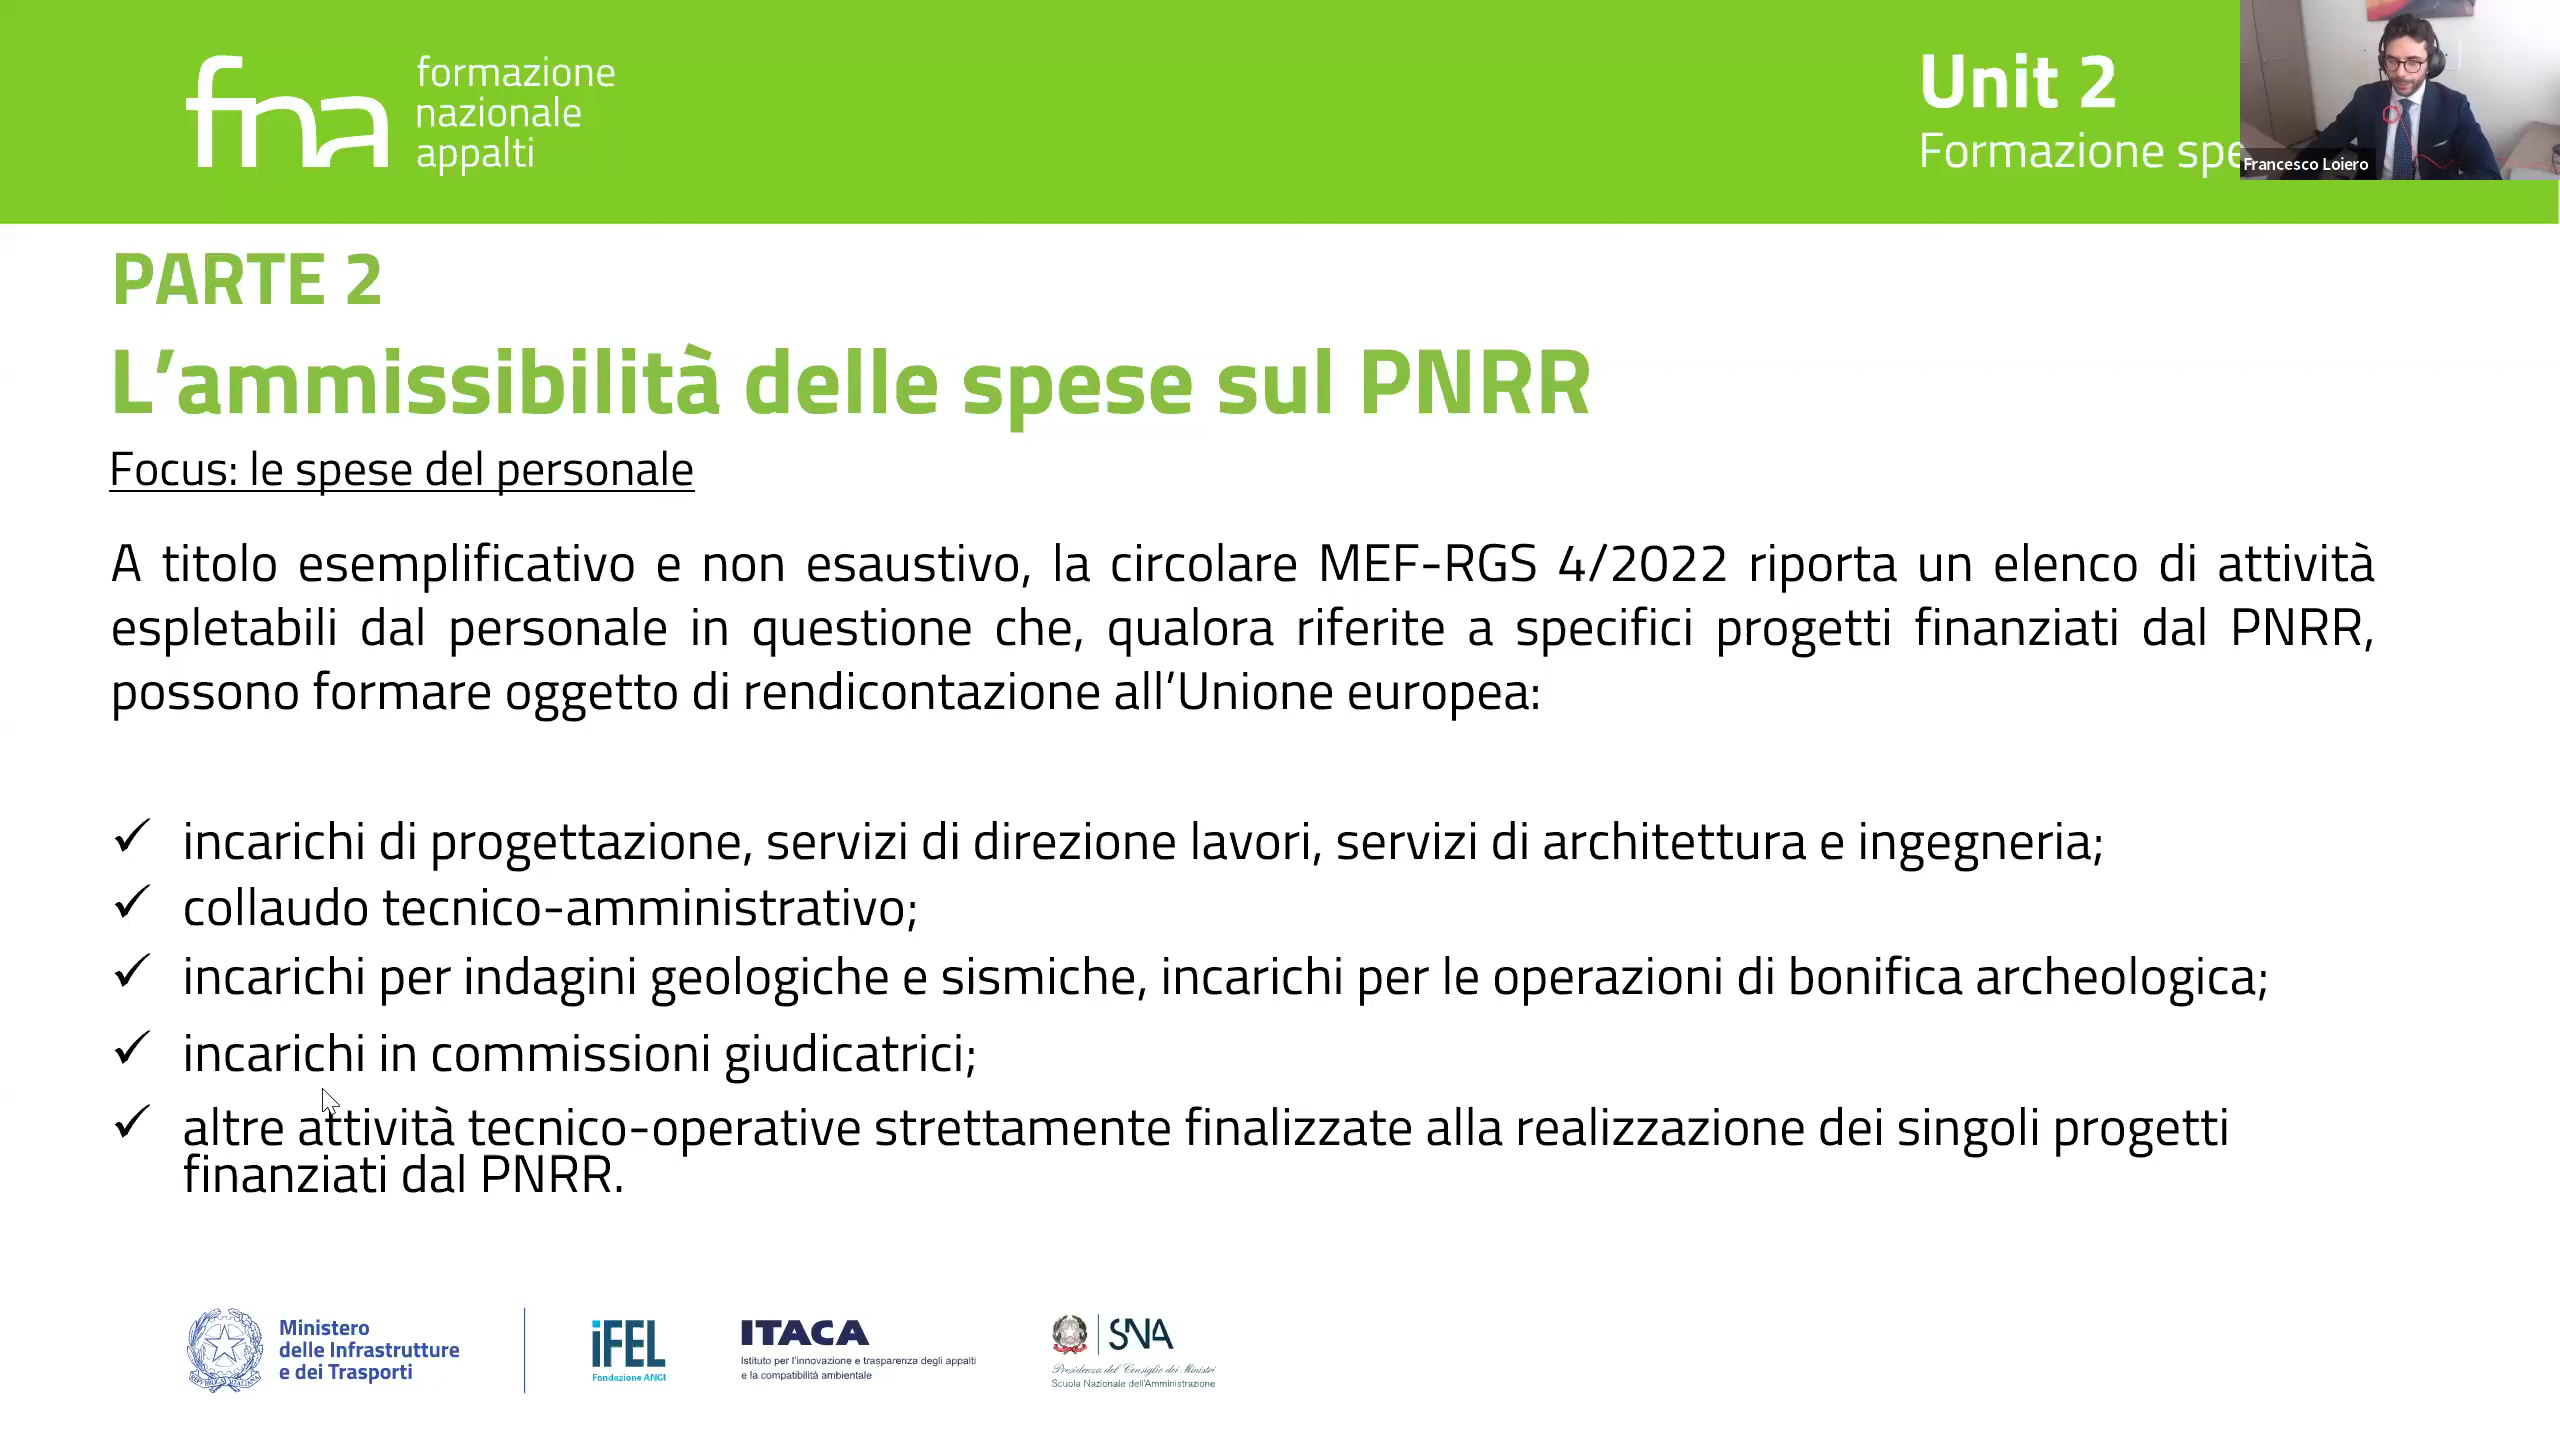 fna formazione
nazionale
appalti
Unit 2
Formazione spe
Francesco Loiero
PARTE 2
L'ammissibilità delle spese sul PNRR
Focus: le spese del personale
A titolo esemplificativo e non esaustivo, la circolare MEF-RGS 4/2022 riporta un elenco di attività
espletabili dal personale in questione che, qualora riferite a specifici progetti finanziati dal PNRR,
possono formare oggetto di rendicontazione all'Unione europea:
✓ incarichi di progettazione, servizi di direzione lavori, servizi di architettura e ingegneria;
✓ collaudo tecnico-amministrativo;
✓ incarichi per indagini geologiche e sismiche, incarichi per le operazioni di bonifica archeologica;
✓ incarichi in commissioni giudicatrici;
✓ altre attività tecnico-operative strettamente finalizzate alla realizzazione dei singoli progetti
finanziati dal PNRR.
Ministero
delle Infrastrutture
e dei Trasporti
iFEL
Fondazione ANCI
ITACA
Istituto per l'innovazione e trasparenza degli appalti
e la compatibilità ambientale
SNA
Presidenza del Consiglio dei Ministri
Scuola Nazionale dell'Amministrazione